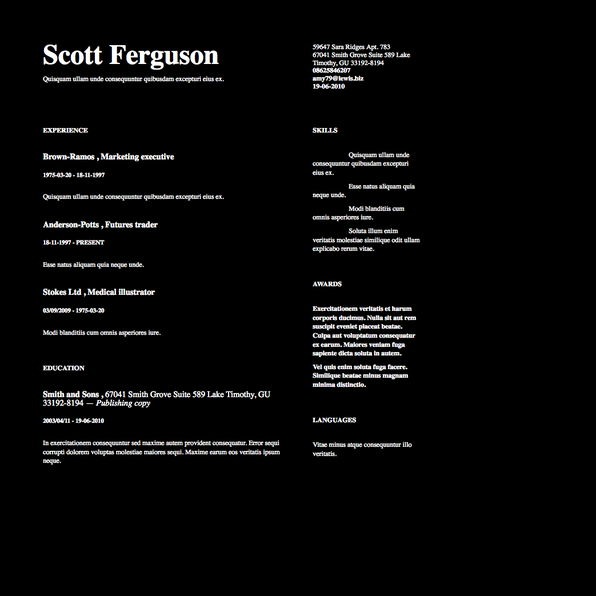 Scott Ferguson
Quisquam ullam unde consequuntur quibusdam excepturi eius ex.
59647 Sara Ridges Apt. 783
67041 Smith Grove Suite 589 Lake
Timothy, GU 33192-8194
08625846207
amy79@lewis.biz
19-06-2010
EXPERIENCE
Brown-Ramos , Marketing executive
1975-03-20 - 18-11-1997
Quisquam ullam unde consequuntur quibusdam excepturi eius ex.
Anderson-Potts , Futures trader
18-11-1997 - PRESENT
Esse natus aliquam quia neque unde.
Stokes Ltd , Medical illustrator
03/09/2009 - 1975-03-20
Modi blanditiis cum omnis asperiores iure.
EDUCATION
Smith and Sons , 67041 Smith Grove Suite 589 Lake Timothy, GU
33192-8194 — Publishing copy
2003/04/11 - 19-06-2010
In exercitationem consequuntur sed maxime autem provident consequatur. Error sequi
corrupti dolorem voluptas molestiae maiores sequi. Maxime earum eos veritatis ipsum
neque.
SKILLS
Quisquam ullam unde
consequuntur quibusdam excepturi
eius ex.
Esse natus aliquam quia
neque unde.
Modi blanditiis cum
omnis asperiores iure.
Soluta illum enim
veritatis molestiae similique odit ullam
explicabo rerum vitae.
AWARDS
Exercitationem veritatis et harum
corporis ducimus. Nulla sit aut rem
suscipit eveniet placeat beatae.
Culpa aut voluptatum consequatur
ex earum. Maiores veniam fuga
sapiente dicta soluta in autem.
Vel quis enim soluta fuga facere.
Similique beatae minus magnam
minima distinctio.
LANGUAGES
Vitae minus atque consequuntur illo
veritatis.